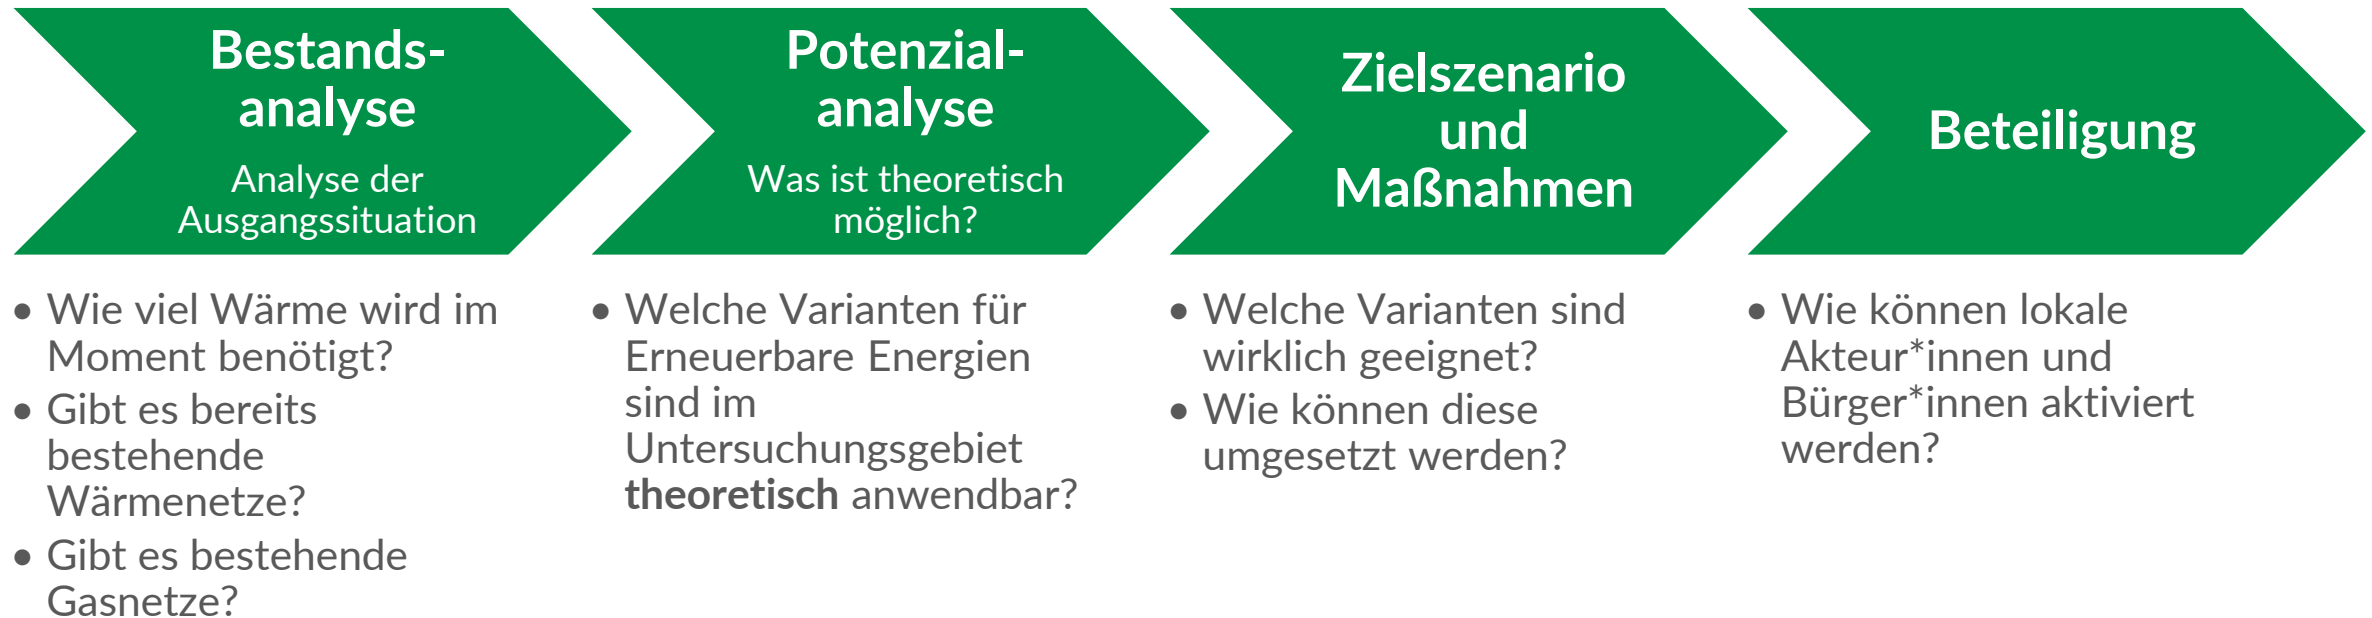 Bestands-
analyse
Analyse der
Ausgangssituation
• Wie viel Wärme wird im
Moment benötigt?
• Gibt es bereits
bestehende
Wärmenetze?
• Gibt es bestehende
Gasnetze?
Potenzial-
analyse
Was ist theoretisch
möglich?
• Welche Varianten für
Erneuerbare Energien
sind im
Untersuchungsgebiet
theoretisch anwendbar?
Zielszenario
und
Maßnahmen
• Welche Varianten sind
wirklich geeignet?
• Wie können diese
umgesetzt werden?
Beteiligung
• Wie können lokale
Akteur*innen und
Bürger*innen aktiviert
werden?